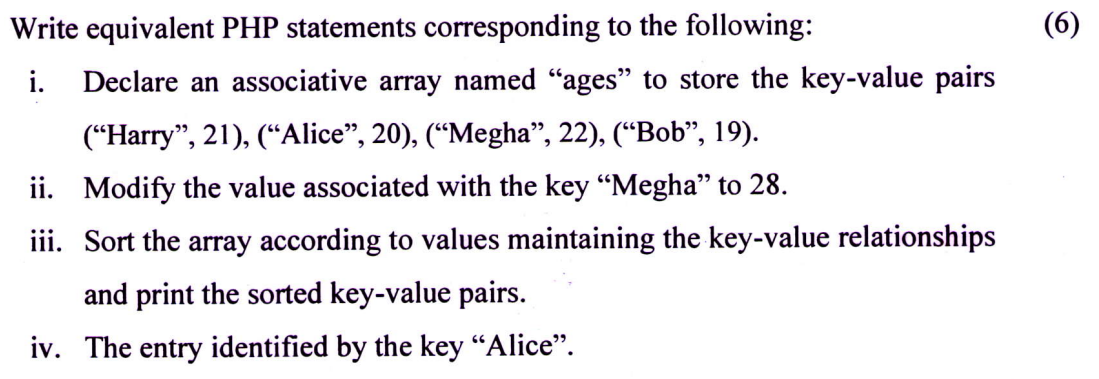 Write equivalent PHP statements corresponding to the following: (6)
i. Declare an associative array named “ages” to store the key-value pairs
(“Harry”, 21), (“Alice”, 20), (“Megha”, 22), (“Bob”, 19).
ii. Modify the value associated with the key “Megha” to 28.
iii. Sort the array according to values maintaining the key-value relationships
and print the sorted key-value pairs.
iv. The entry identified by the key “Alice”.